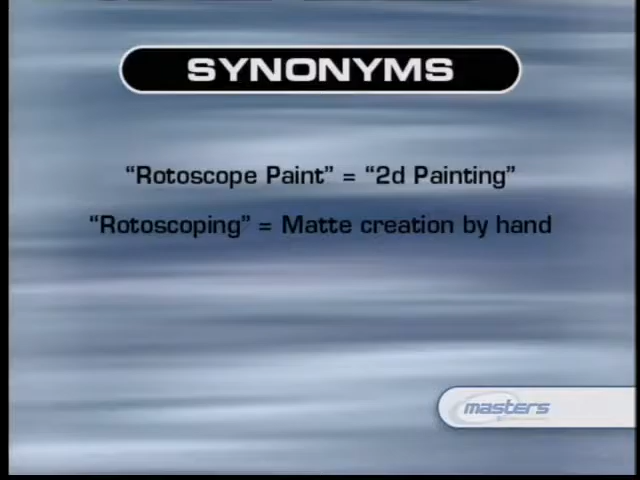 SYNONYMS
“Rotoscope Paint” = “2d Painting”
“Rotoscoping” = Matte creation by hand
masters